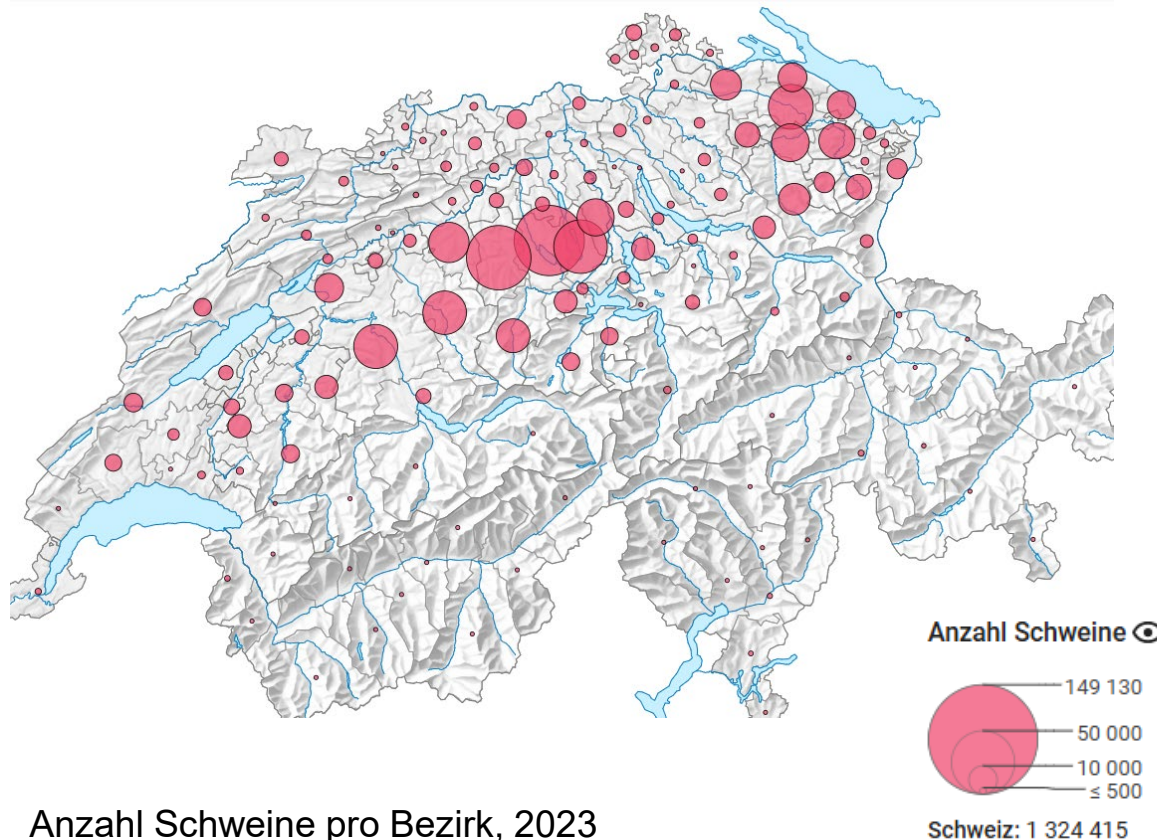 Anzahl Schweine
149 130
50 000
10 000
≤ 500
Schweiz: 1 324 415
Anzahl Schweine pro Bezirk, 2023